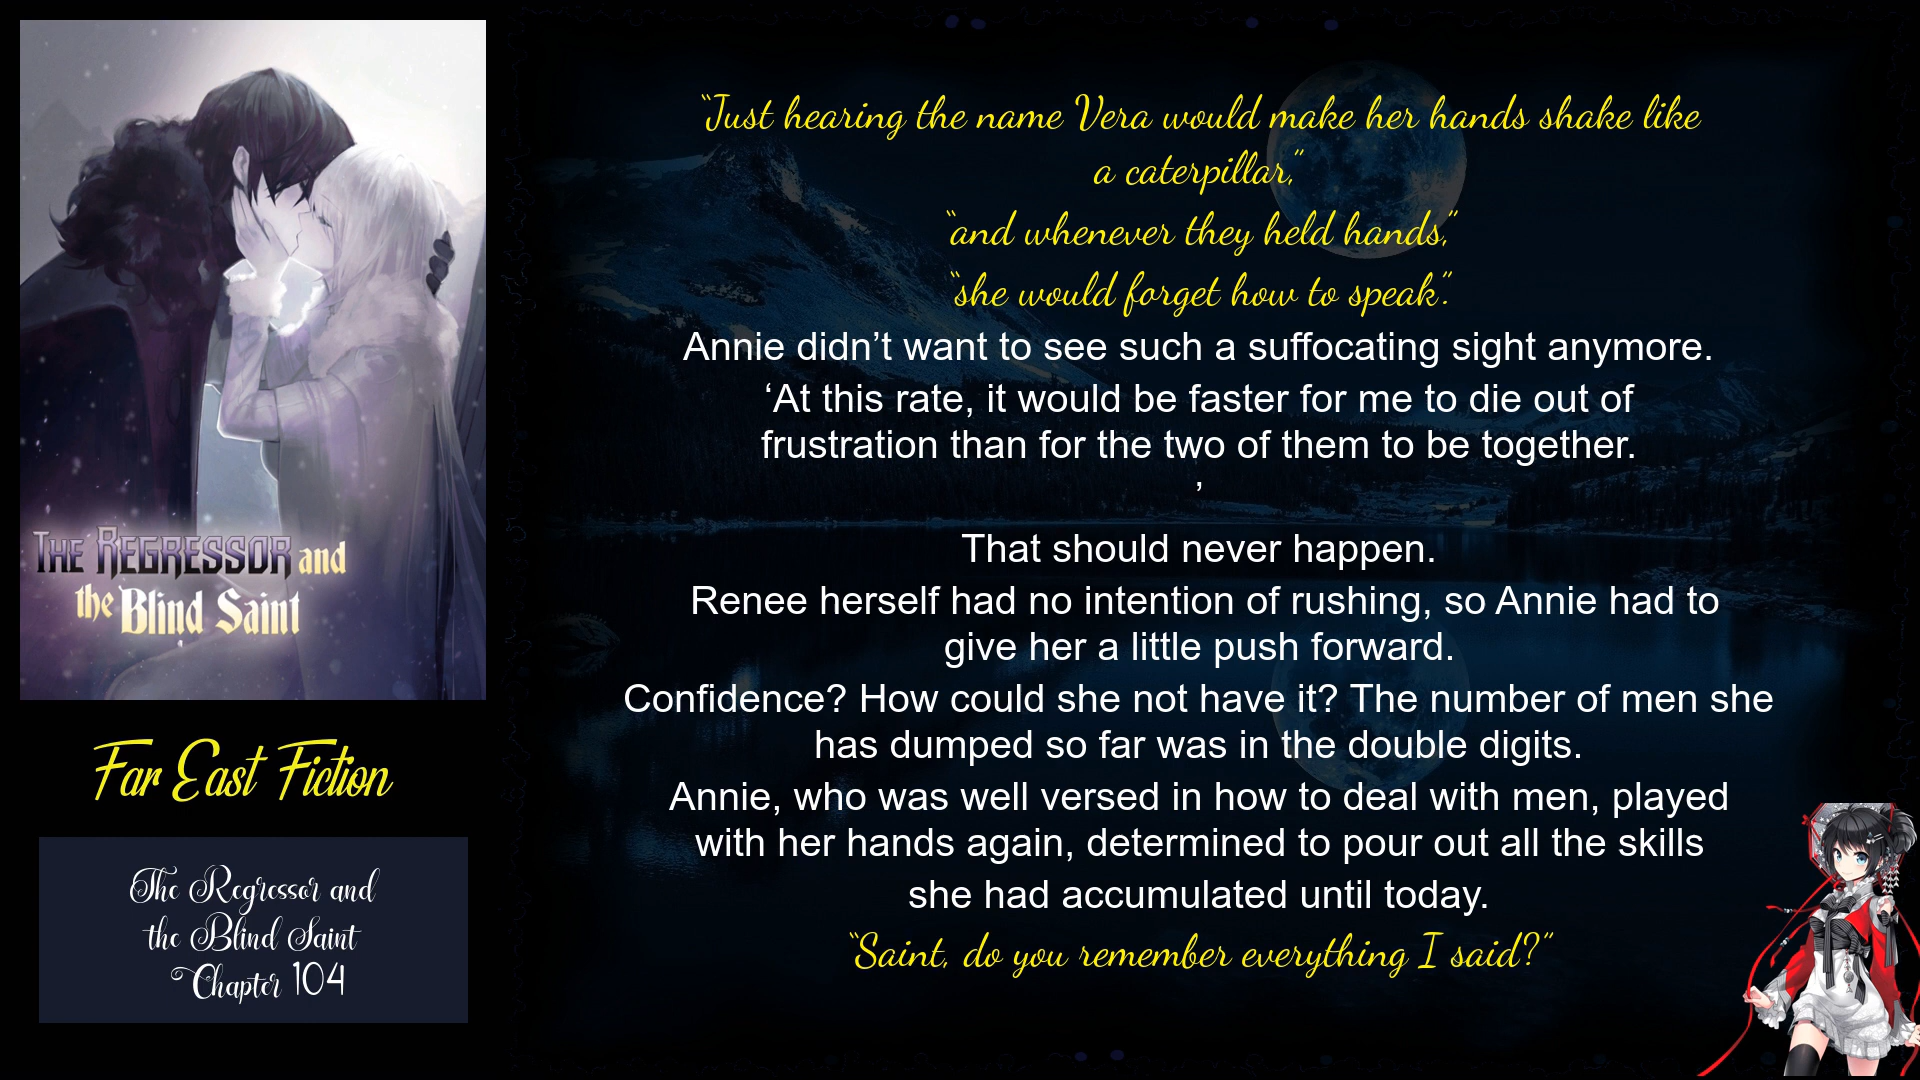 THE REGRESSOR and
the Blind Saint
Far East Fiction
The Regressor and
the Blind Saint
Chapter 104
“Just hearing the name Vera would make her hands shake like
a caterpillar,”
“and whenever they held hands,”
“she would forget how to speak”.
Annie didn’t want to see such a suffocating sight anymore.
‘At this rate, it would be faster for me to die out of
frustration than for the two of them to be together.
’
That should never happen.
Renee herself had no intention of rushing, so Annie had to
give her a little push forward.
Confidence? How could she not have it? The number of men she
has dumped so far was in the double digits.
Annie, who was well versed in how to deal with men, played
with her hands again, determined to pour out all the skills
she had accumulated until today.
“Saint, do you remember everything I said?”